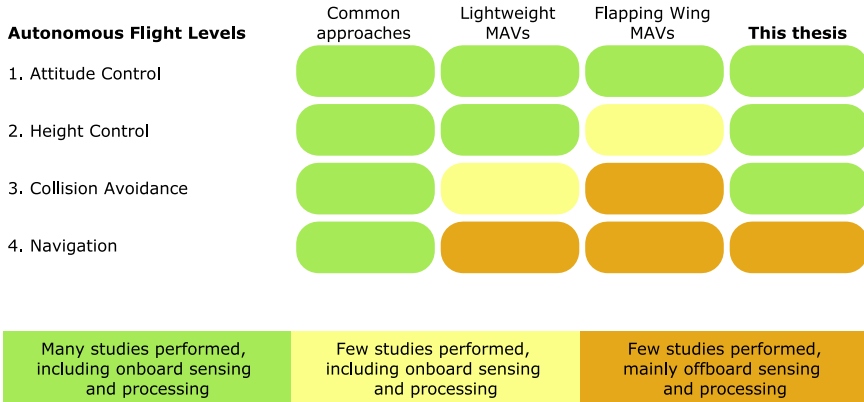 Autonomous Flight Levels
Common
approaches
Lightweight
MAVs
Flapping Wing
MAVs
This thesis
1. Attitude Control
2. Height Control
3. Collision Avoidance
4. Navigation
Many studies performed,
including onboard sensing
and processing
Few studies performed,
including onboard sensing
and processing
Few studies performed,
mainly offboard sensing
and processing